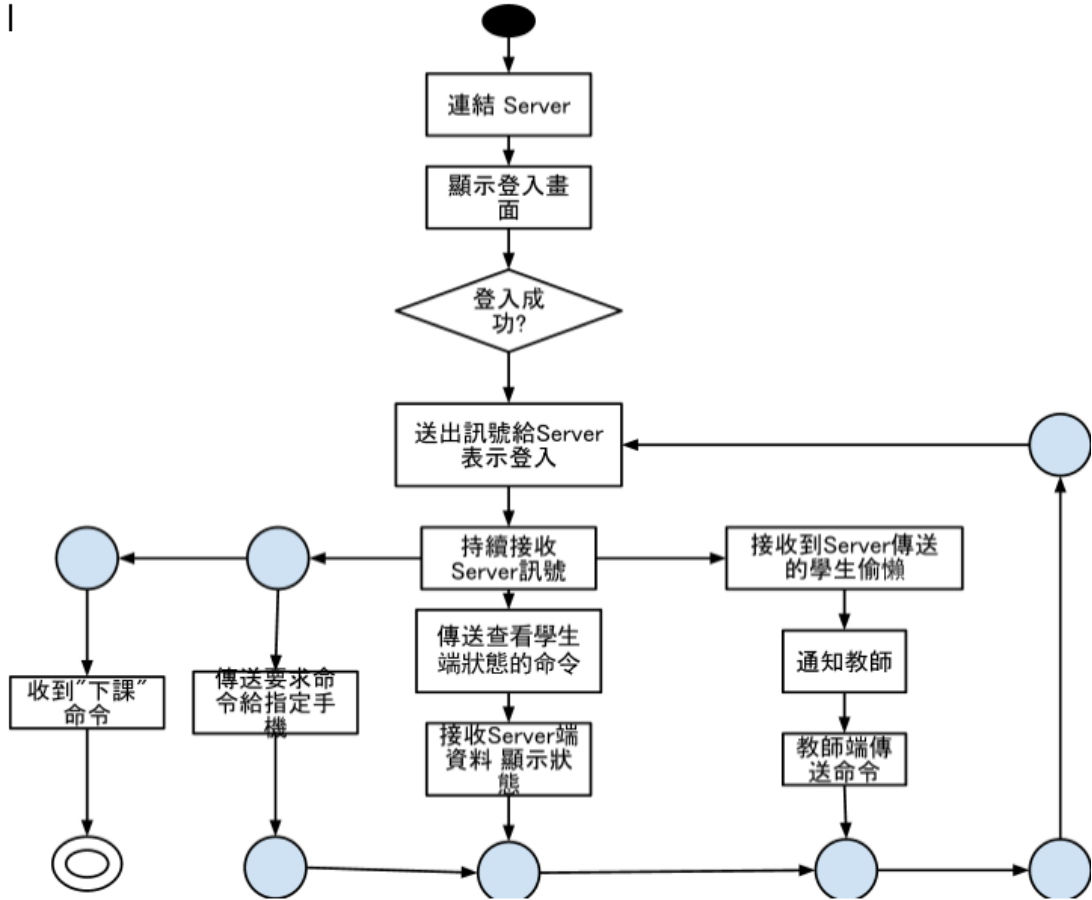 連結 Server
顯示登入畫
面
登入成
功?
送出訊號給Server
表示登入
持續接收
Server訊號
接收到Server傳送
的學生偷懶
傳送查看學生
端狀態的命令
通知教師
收到"下課"
命令
傳送要求命
令給指定手
機
接收Server端
資料 顯示狀
態
教師端傳
送命令